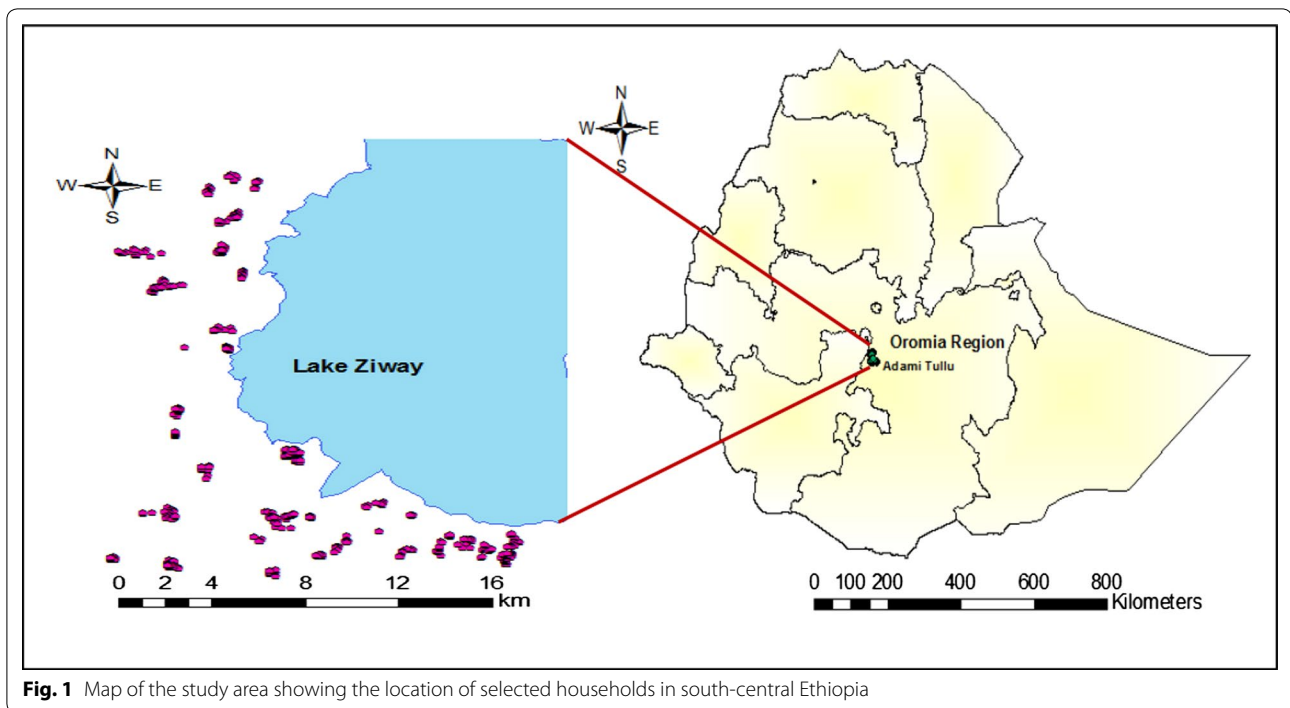 N
W E
S
N
W E
S
Lake Ziway
Oromia Region
Adami Tullu
0 2 4 8 12 16
km
0 100 200 400 600 800
Kilometers
Fig. 1 Map of the study area showing the location of selected households in south-central Ethiopia